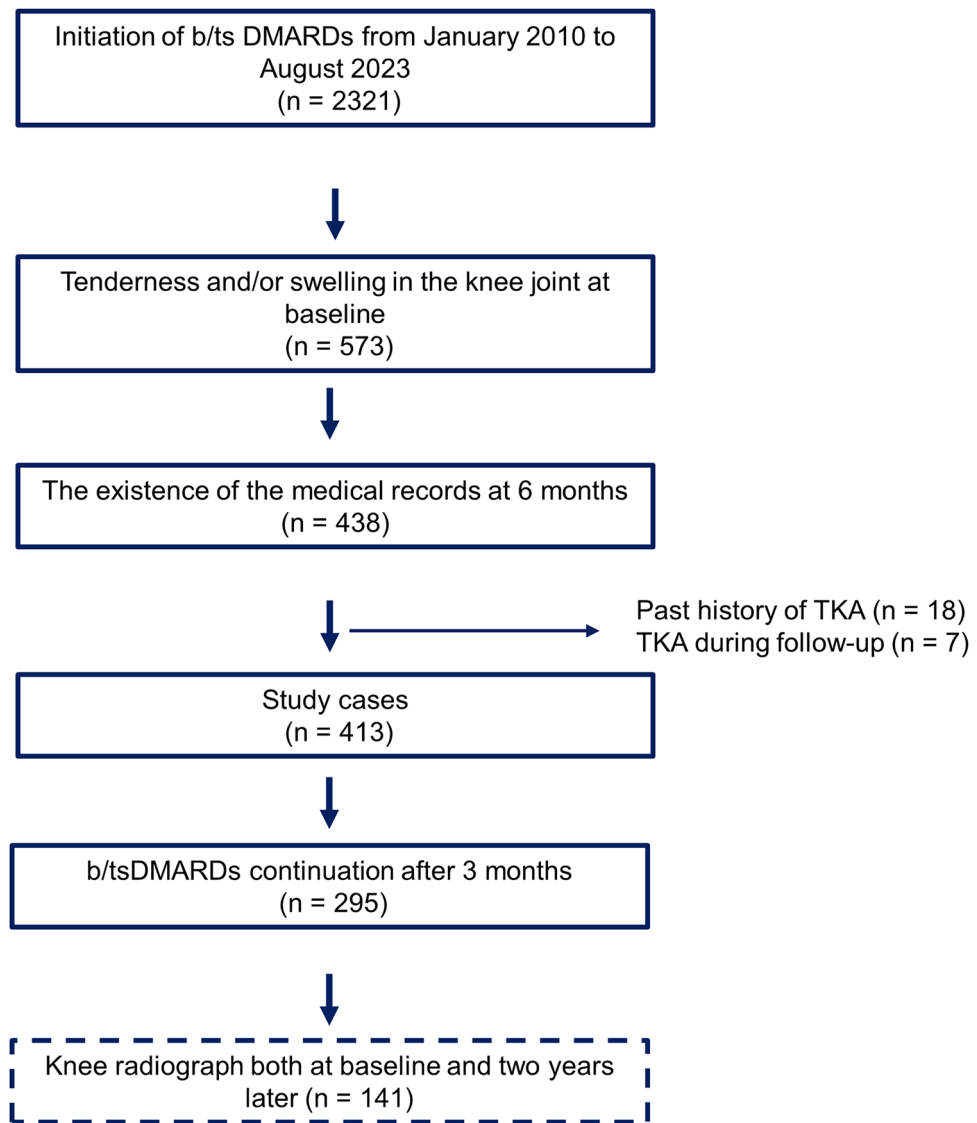 Initiation of b/ts DMARDs from January 2010 to
August 2023
(n = 2321)
Tenderness and/or swelling in the knee joint at
baseline
(n = 573)
The existence of the medical records at 6 months
(n = 438)
Past history of TKA (n = 18)
TKA during follow-up (n = 7)
Study cases
(n = 413)
b/tsDMARDs continuation after 3 months
(n = 295)
Knee radiograph both at baseline and two years
later (n = 141)